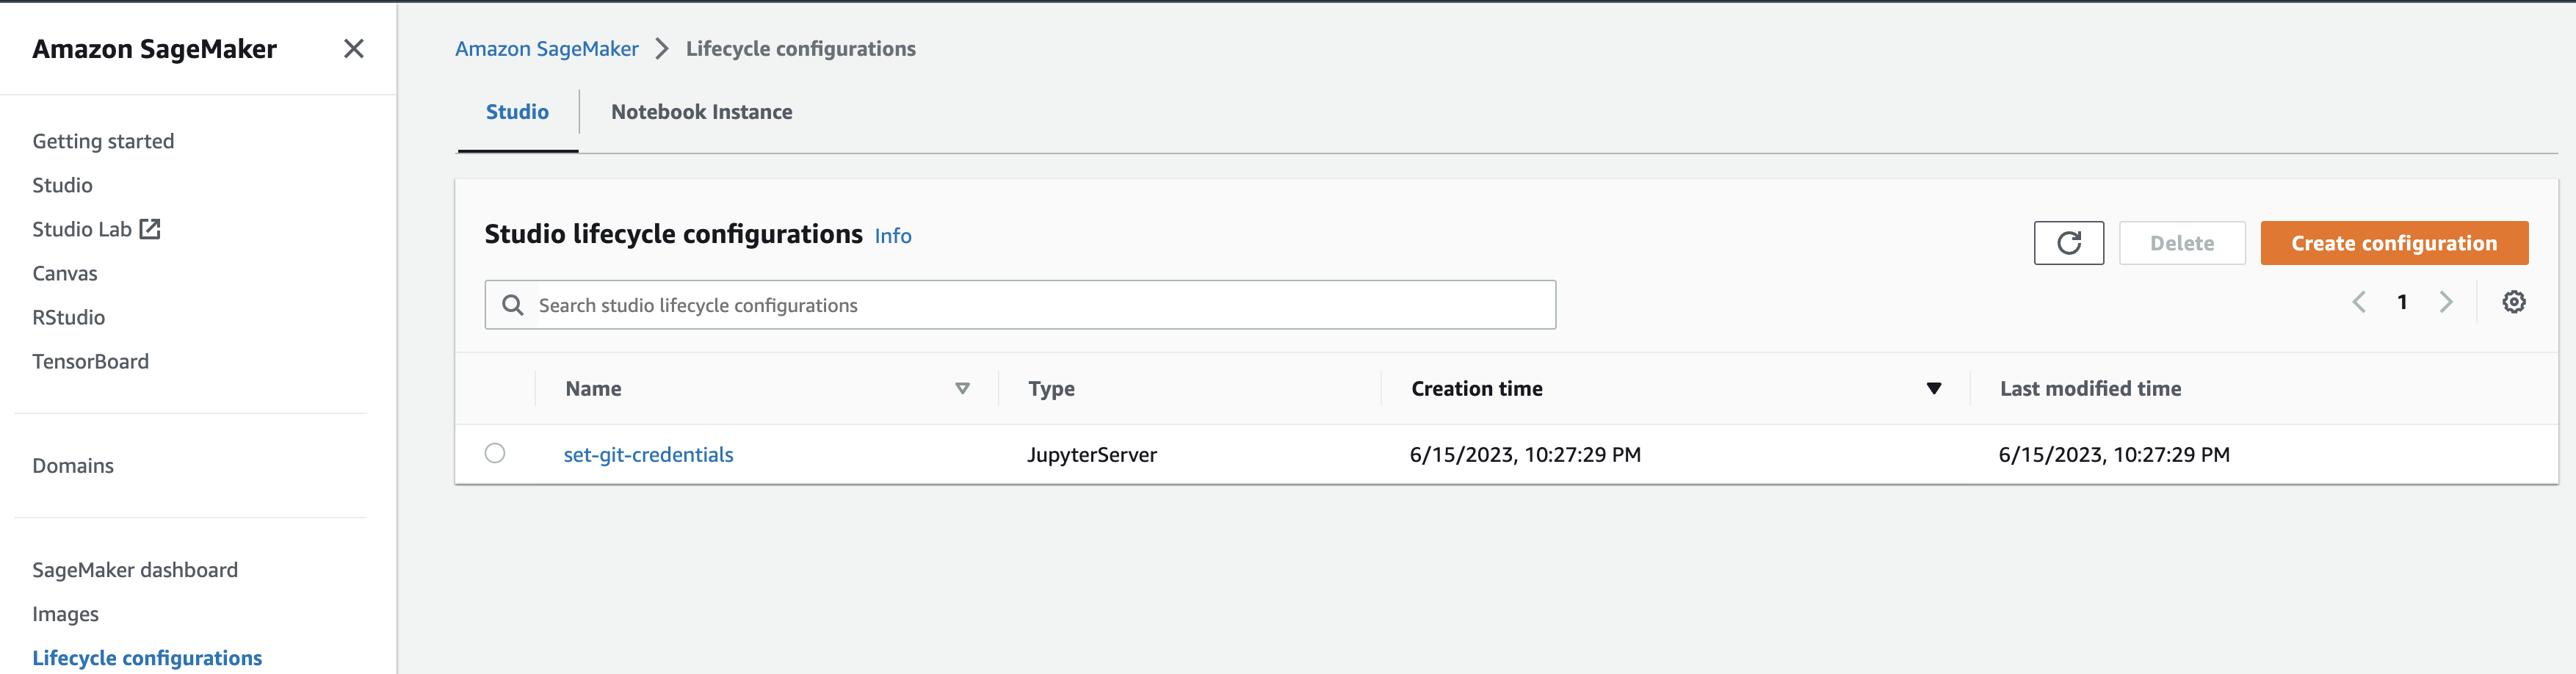 Amazon SageMaker
Getting started
Studio
Studio Lab
Canvas
RStudio
TensorBoard
Domains
SageMaker dashboard
Images
Lifecycle configurations
Amazon SageMaker > Lifecycle configurations
Studio Notebook Instance
Studio lifecycle configurations Info
Delete Create configuration
Search studio lifecycle configurations
1
Name Type Creation time Last modified time
set-git-credentials JupyterServer 6/15/2023, 10:27:29 PM 6/15/2023, 10:27:29 PM